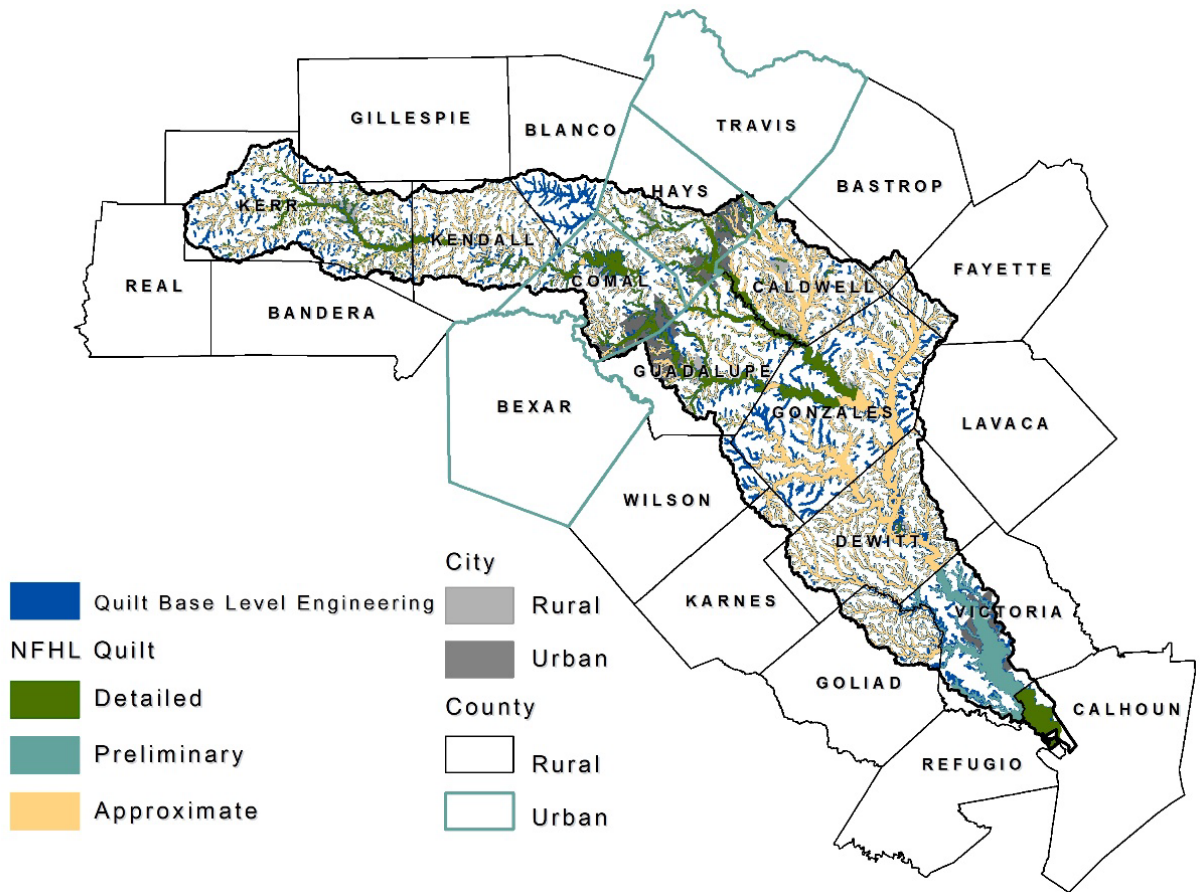 GILLESPIE
BLANCO
TRAVIS
HAYS
BASTROP
KERR
KENDALL
REAL
BANDERA
COMAL
CALDWELL
FAYETTE
GUADALUPE
BEXAR
GONZALES
LAVACA
WILSON
DEWITT
KARNES
VICTORIA
GOLIAD
CALHOUN
REFUGIO
Quilt Base Level Engineering
NFHL Quilt
Detailed
Preliminary
Approximate
City
Rural
Urban
County
Rural
Urban